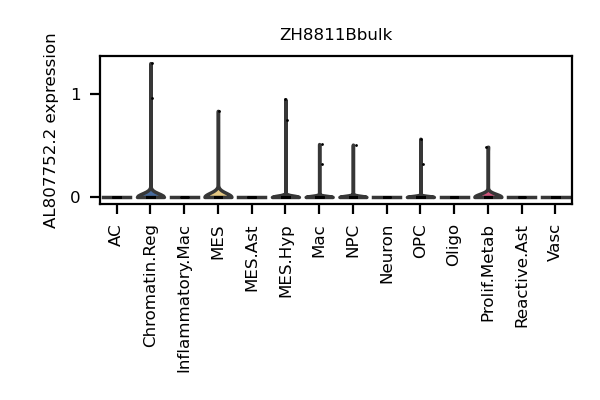 ZH8811Bbulk
AL807752.2 expression
1
0
AC
Chromatin.Reg
Inflammatory.Mac
MES
MES.Ast
MES.Hyp
Mac
NPC
Neuron
OPC
Oligo
Prolif.Metab
Reactive.Ast
Vasc